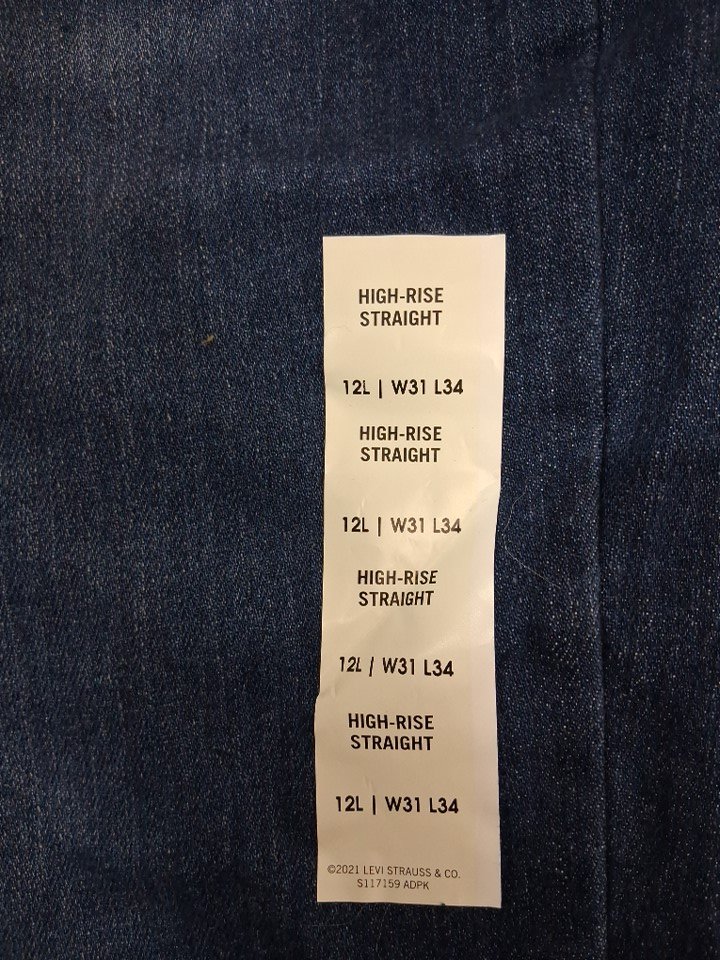 HIGH-RISE
STRAIGHT
12L | W31 L34
HIGH-RISE
STRAIGHT
12L | W31 L34
HIGH-RISE
STRAIGHT
12L | W31 L34
HIGH-RISE
STRAIGHT
12L | W31 L34
©2021 LEVI STRAUSS & CO.
S117159 ADPK